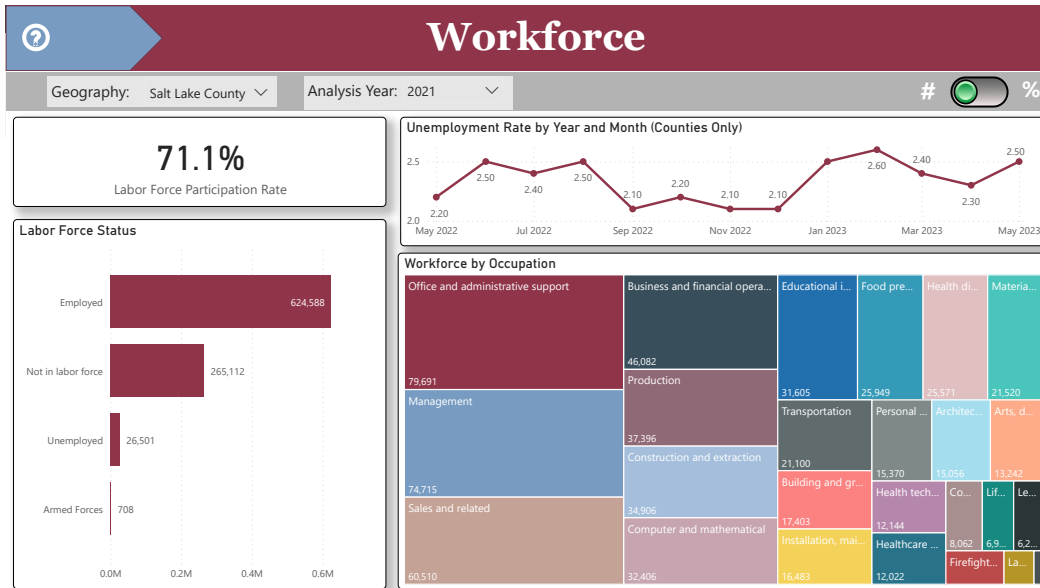 Workforce
Geography: Salt Lake County
Analysis Year: 2021
# %
71.1%
Labor Force Participation Rate
Unemployment Rate by Year and Month (Counties Only)
2.5
2.0
2.20
2.50
2.40
2.50
2.10
2.20
2.10
2.10
2.60
2.40
2.30
2.50
May 2022
Jul 2022
Sep 2022
Nov 2022
Jan 2023
Mar 2023
May 2023
Labor Force Status
Employed
624,588
Not in labor force
265,112
Unemployed
26,501
Armed Forces
708
0.0M 0.2M 0.4M 0.6M
Workforce by Occupation
Office and administrative support
79,691
Management
74,715
Sales and related
60,510
Business and financial opera...
46,082
Production
37,396
Construction and extraction
34,906
Computer and mathematical
32,406
Educational i...
31,605
Food pre...
25,949
Health di...
25,571
Materia...
21,520
Transportation
21,100
Building and gr...
17,403
Installation, mai...
16,483
Personal ...
15,370
Architec...
15,056
Arts, d...
13,242
Health tech...
12,144
Healthcare ...
12,022
Co...
8,062
Lif...
6,9...
Le...
6,2...
Firefight...
La...